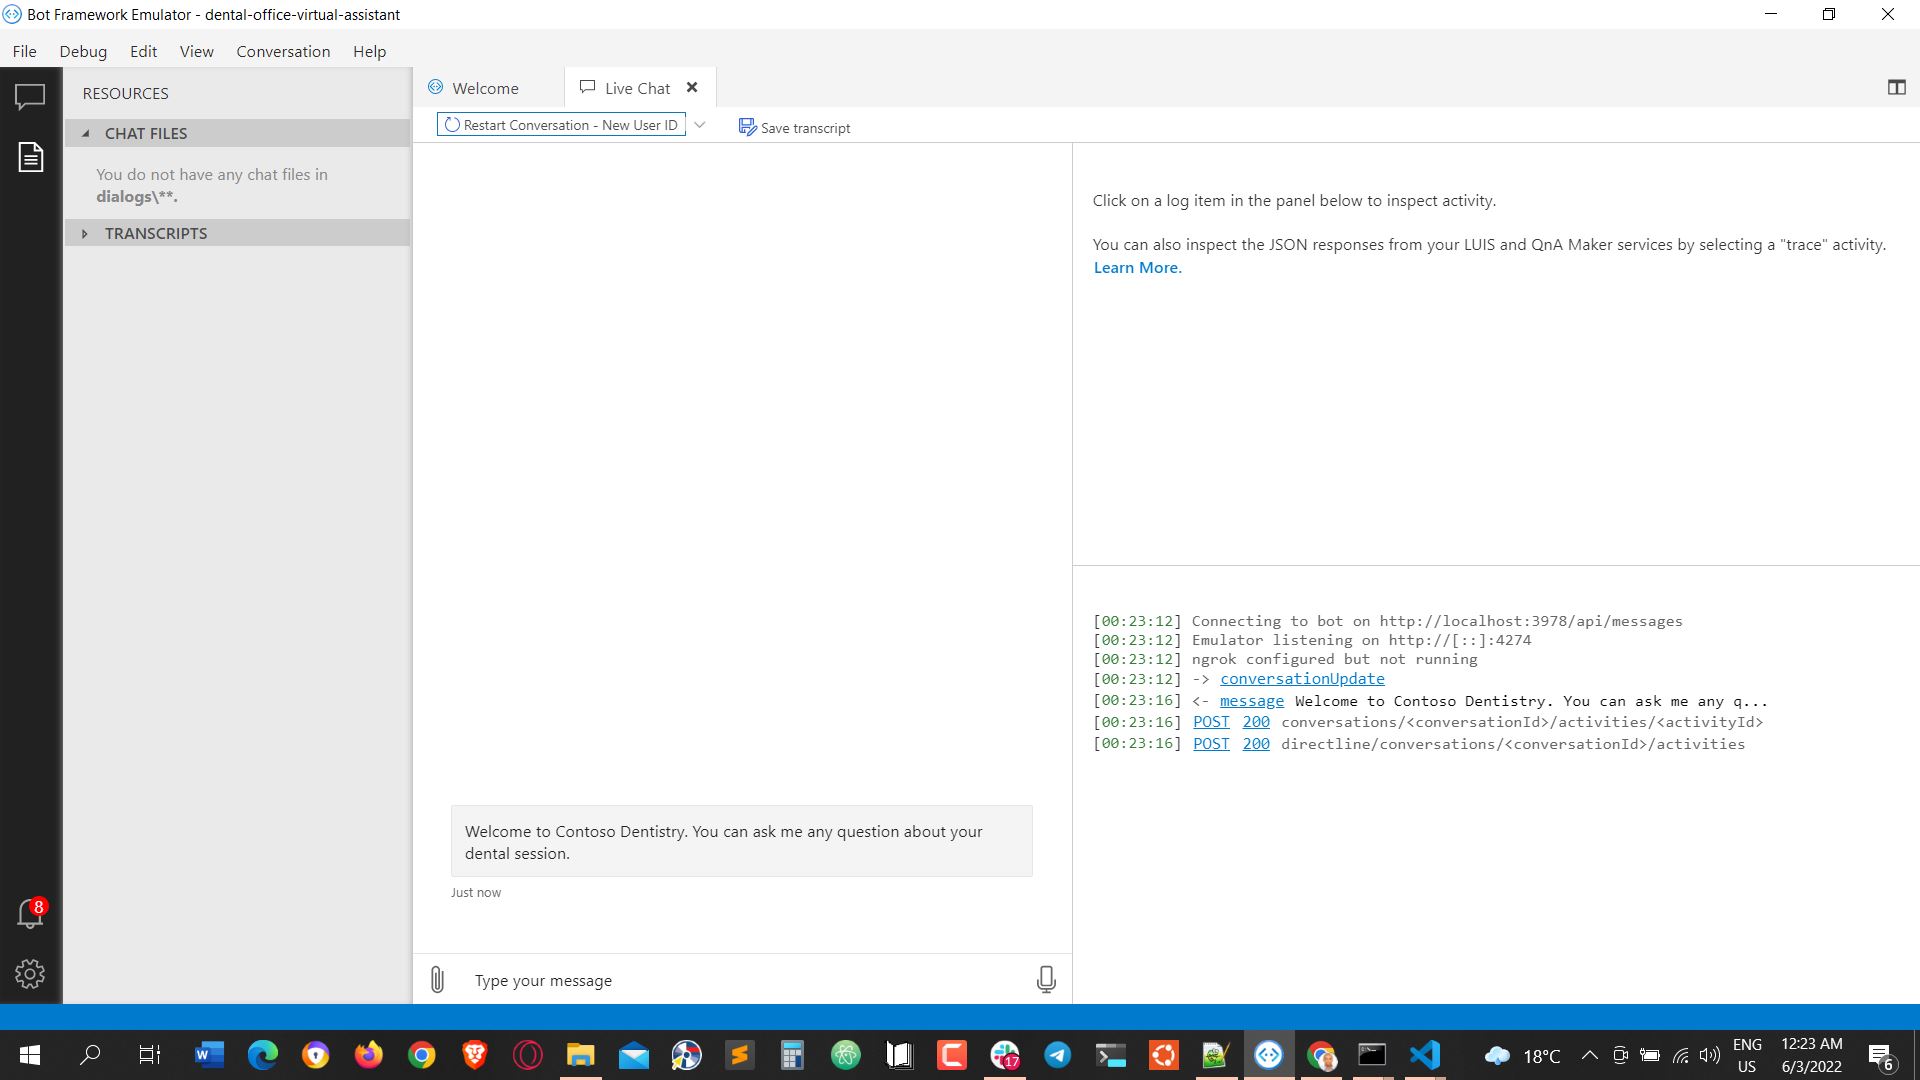 Bot Framework Emulator - dental-office-virtual-assistant
File Debug Edit View Conversation Help
RESOURCES
CHAT FILES
You do not have any chat files in
dialogs\**.
TRANSCRIPTS
8
Welcome
Live Chat
Restart Conversation - New User ID
Save transcript
Welcome to Contoso Dentistry. You can ask me any question about your
dental session.
Just now
Type your message
Click on a log item in the panel below to inspect activity.
You can also inspect the JSON responses from your LUIS and QnA Maker services by selecting a "trace" activity.
Learn More.
[00:23:12] Connecting to bot on http://localhost:3978/api/messages
[00:23:12] Emulator listening on http://[::]:4274
[00:23:12] ngrok configured but not running
[00:23:12] -> conversationUpdate
[00:23:16] <- message Welcome to Contoso Dentistry. You can ask me any q...
[00:23:16] POST 200 conversations/<conversationId>/activities/<activityId>
[00:23:16] POST 200 directline/conversations/<conversationId>/activities
W
17
18°C
ENG
US
12:23 AM
6/3/2022
6